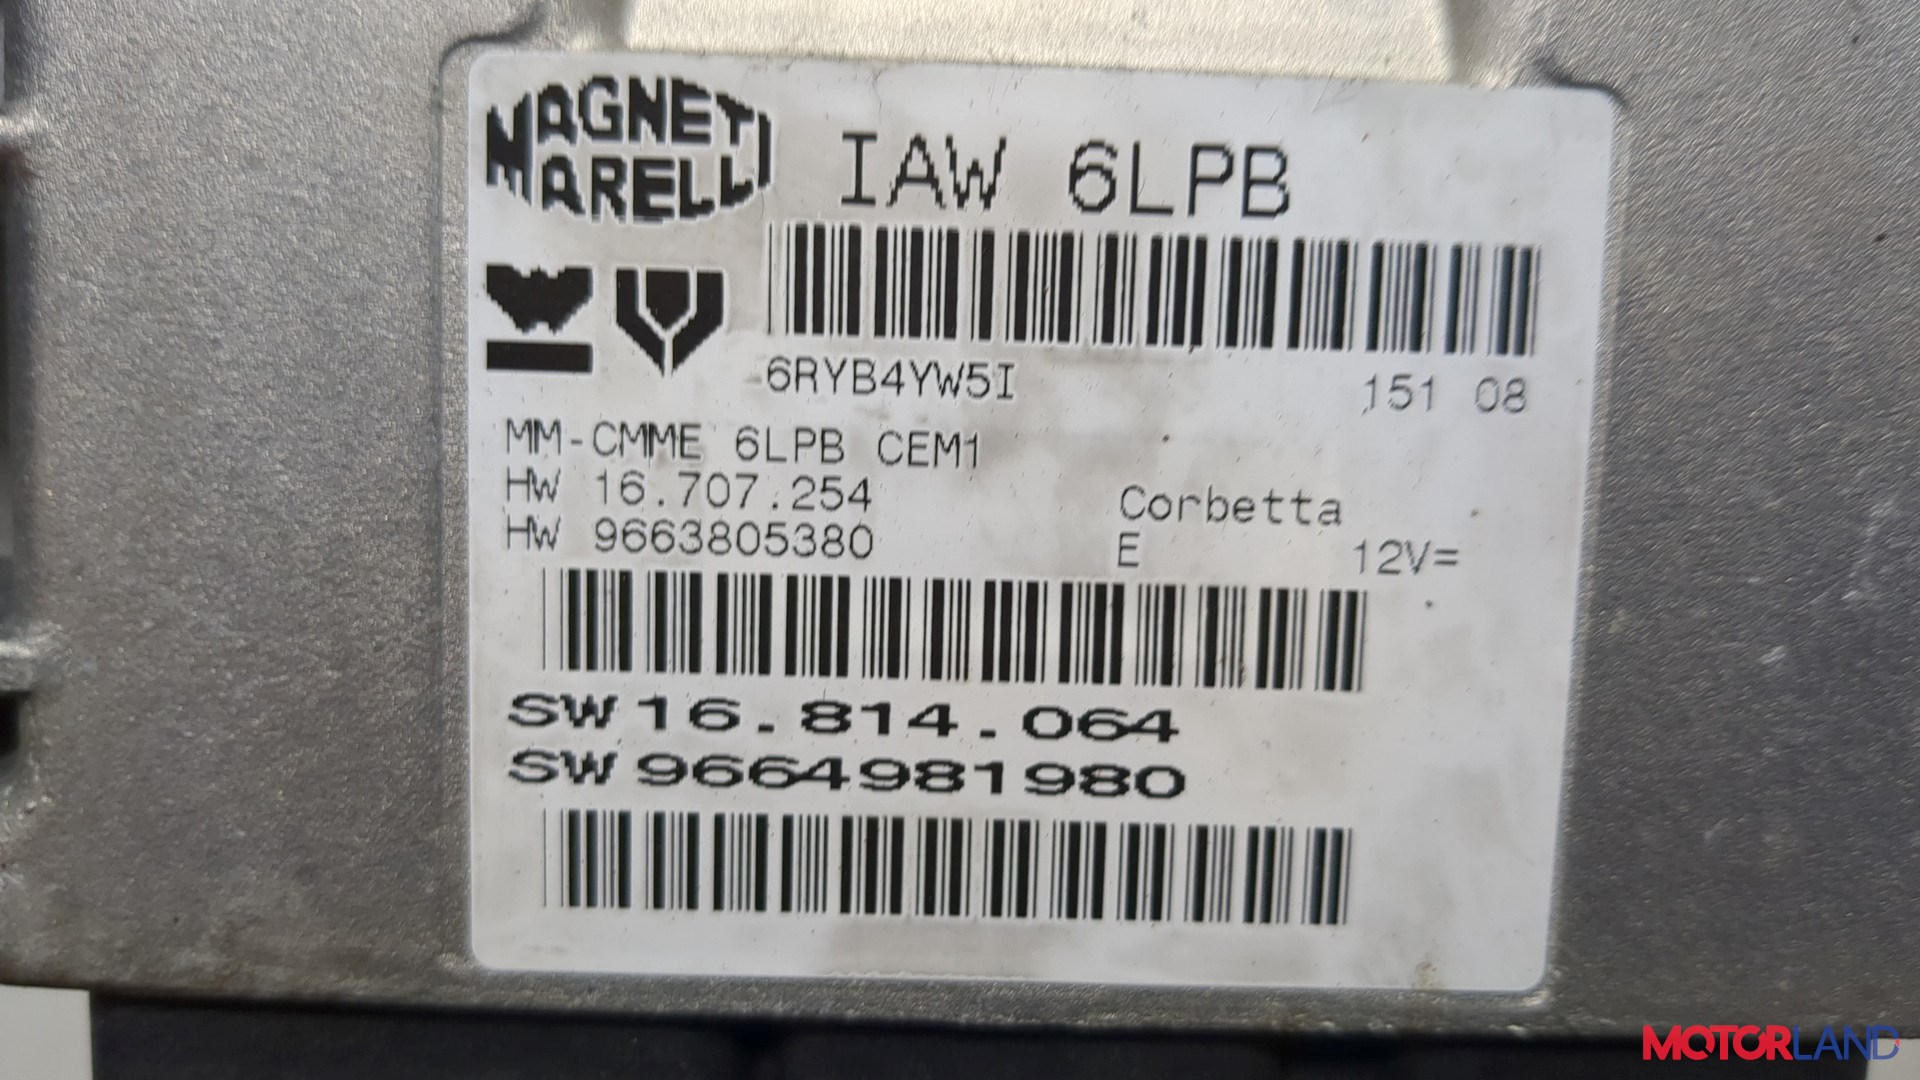 MAGNETI
MARELLI
IAW 6LPB
6RYB4YW5I 151 08
MM-CMME 6LPB CEM1
HW 16.707.254
HW 9663805380
Corbetta
E 12V=
SW 16.814.064
SW 9664981980
MOTORLAND